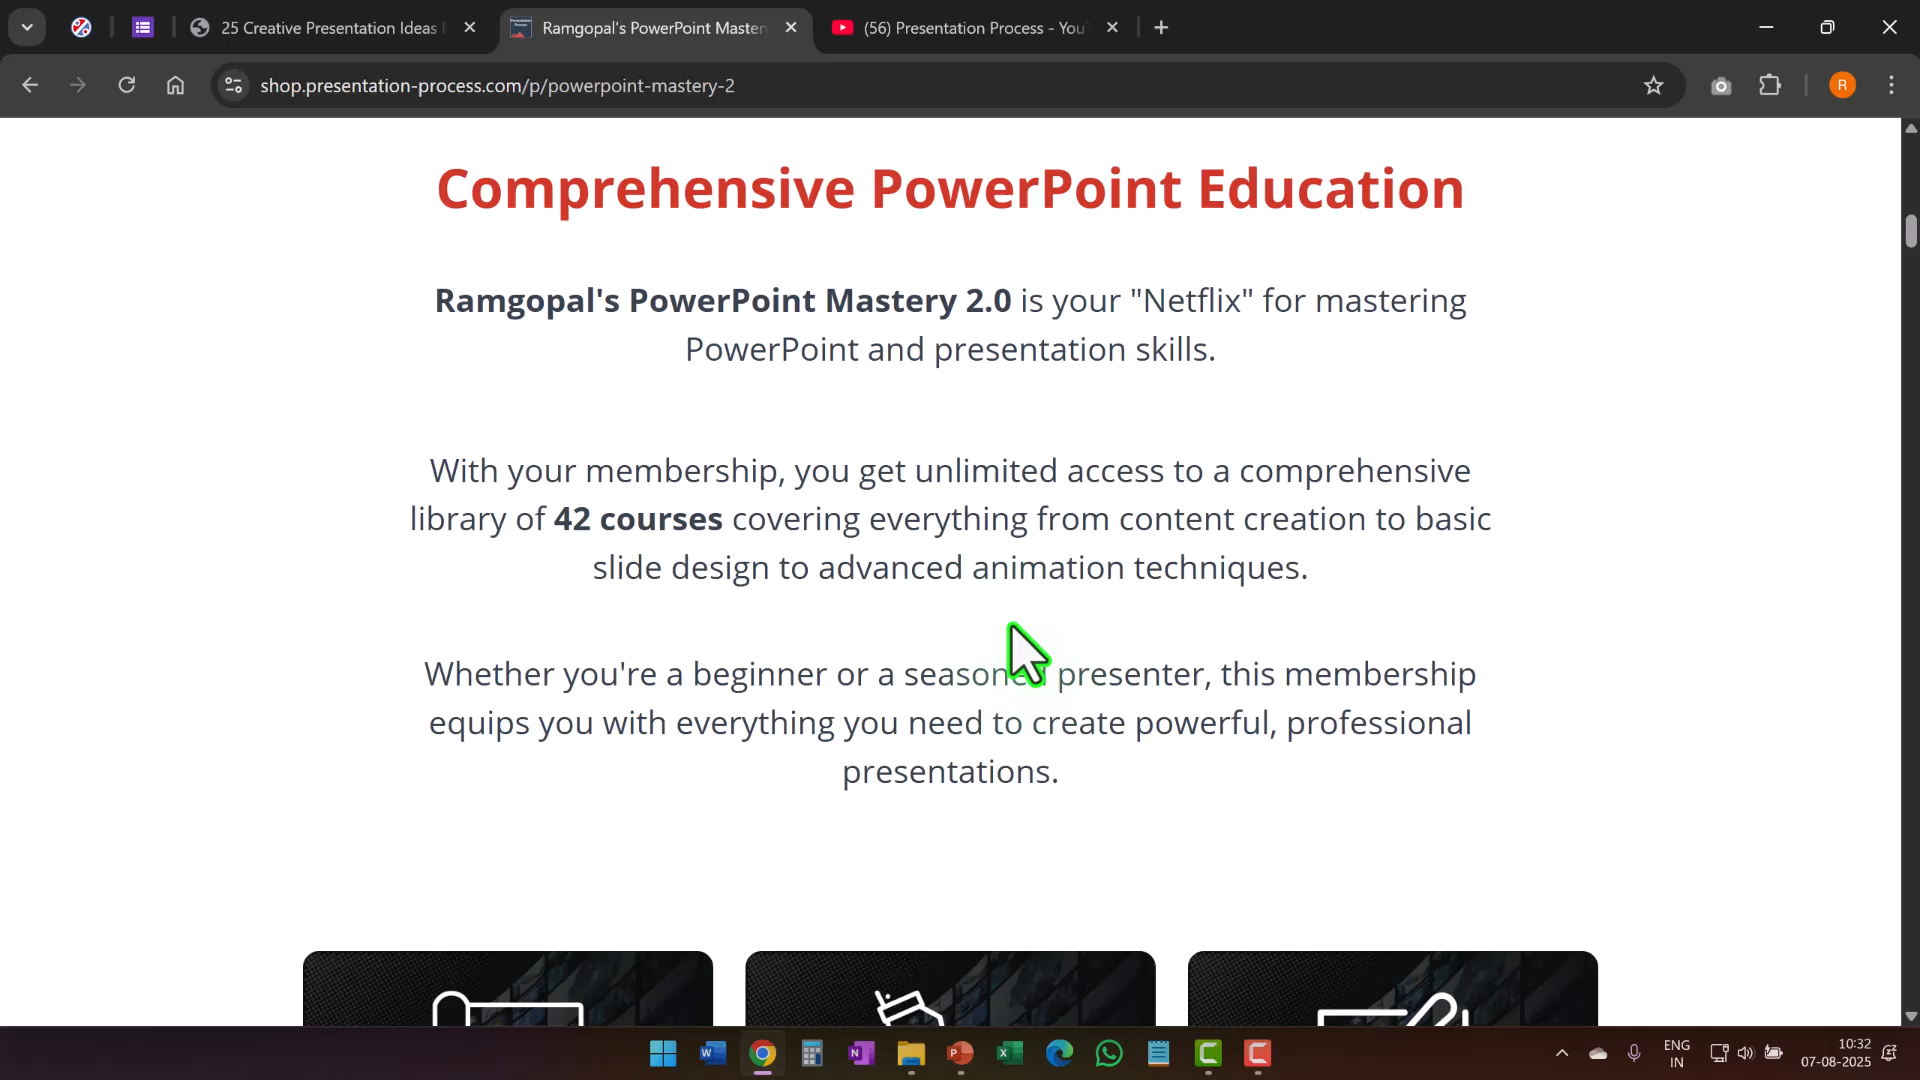 25 Creative Presentation Ideas
Ramgopal's PowerPoint Master
(56) Presentation Process - You
shop.presentation-process.com/p/powerpoint-mastery-2
R
Comprehensive PowerPoint Education
Ramgopal's PowerPoint Mastery 2.0 is your "Netflix" for mastering
PowerPoint and presentation skills.
With your membership, you get unlimited access to a comprehensive
library of 42 courses covering everything from content creation to basic
slide design to advanced animation techniques.
Whether you're a beginner or a seasoned presenter, this membership
equips you with everything you need to create powerful, professional
presentations.
ENG
IN
10:32
07-08-2025